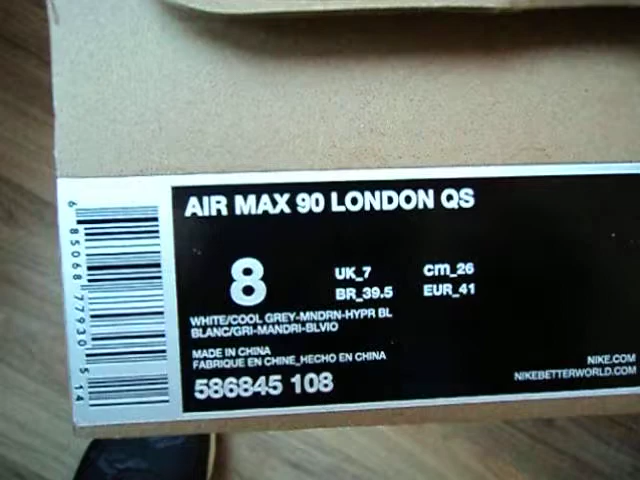 AIR MAX 90 LONDON QS
8
UK_7 cm_26
BR_39.5 EUR_41
WHITE/COOL GREY-MNDRN-HYPR BL
BLANC/GRI-MANDRI-BLVIO
MADE IN CHINA
FABRIQUE EN CHINE_HECHO EN CHINA
586845 108
NIKE.COM
NIKEBETTERWORLD.COM
6 85068 77930 5 14